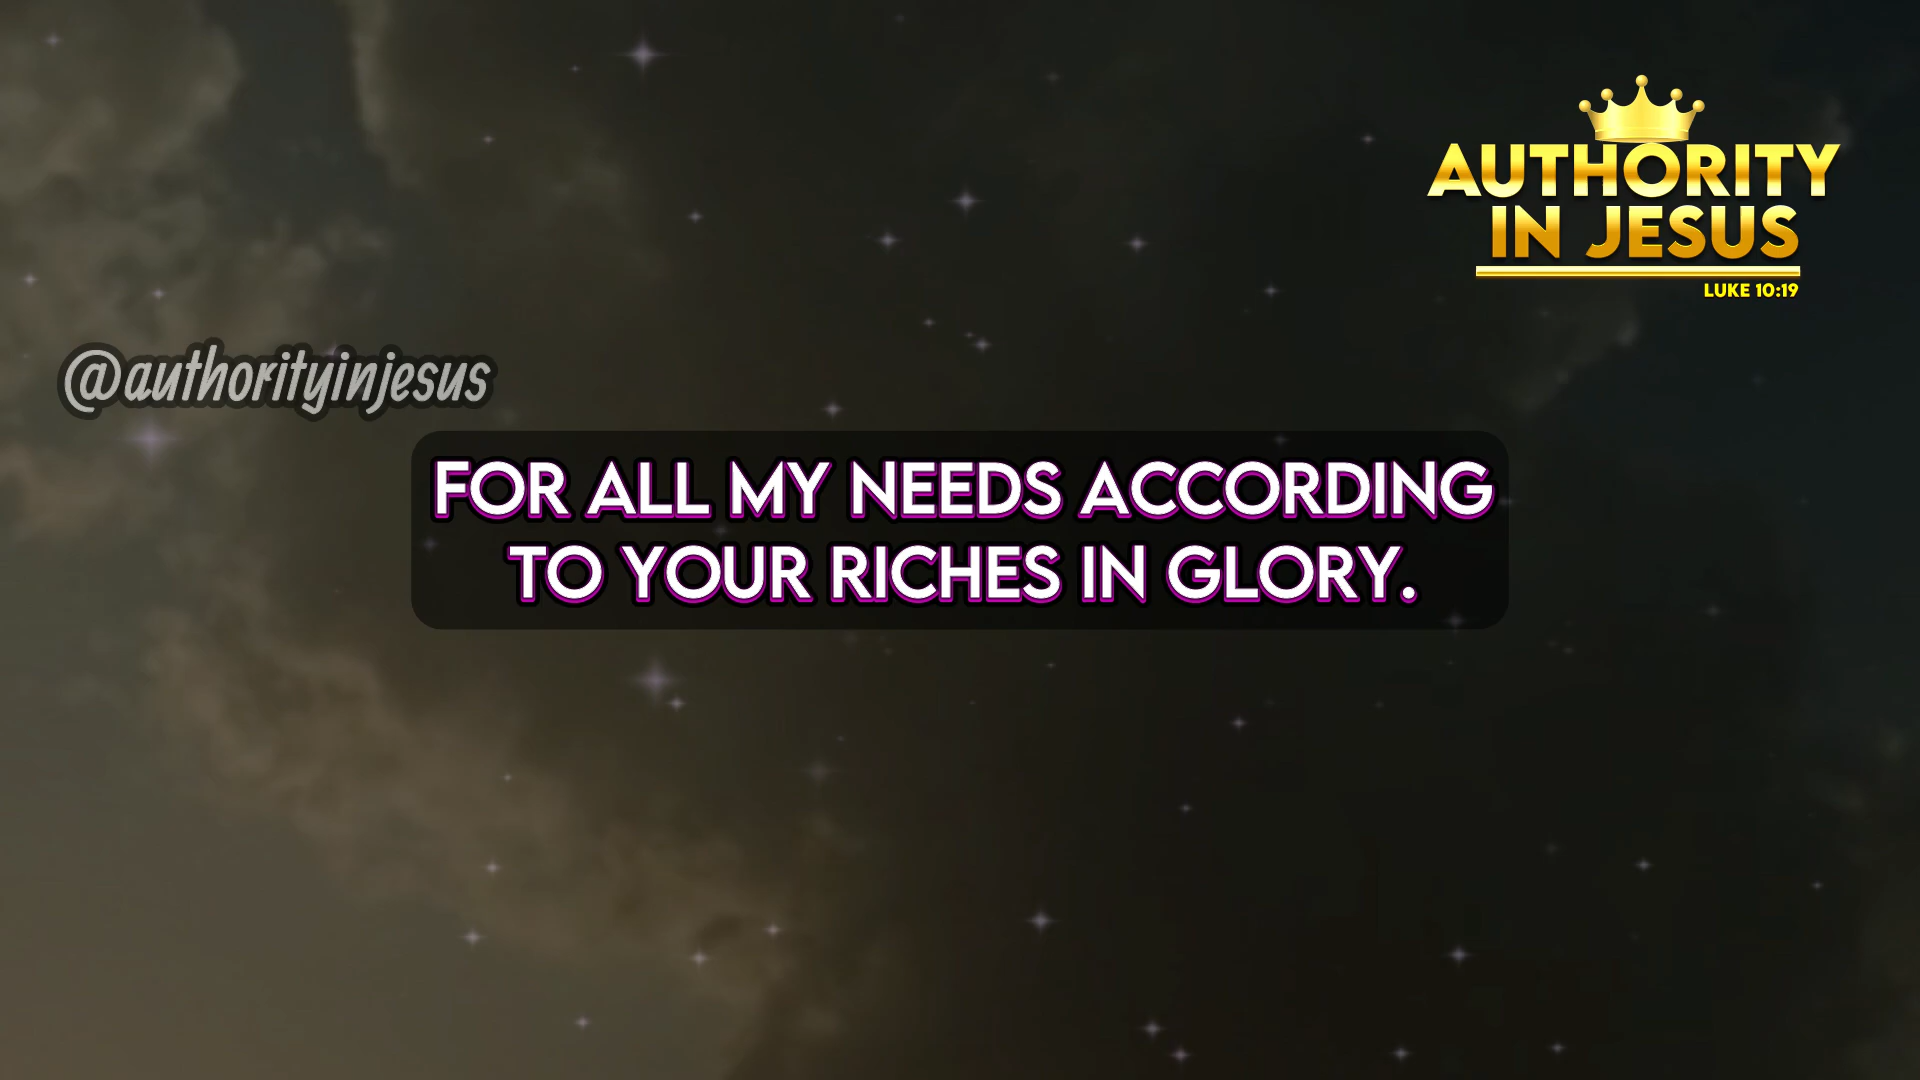 AUTHORITY
IN JESUS
LUKE 10:19
@authorityinjesus
FOR ALL MY NEEDS ACCORDING
TO YOUR RICHES IN GLORY.